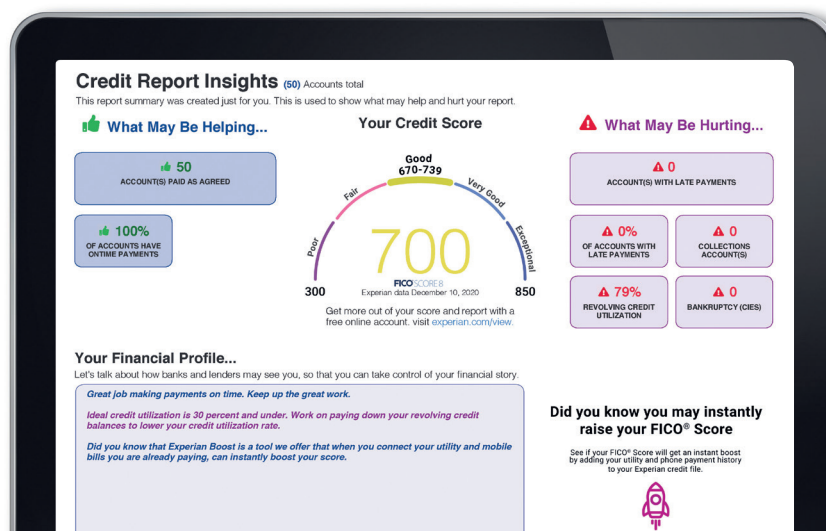 Credit Report Insights (50) Accounts total
This report summary was created just for you. This is used to show what may help and hurt your report.
What May Be Helping...
50
ACCOUNT(S) PAID AS AGREED
100%
OF ACCOUNTS HAVE
ONTIME PAYMENTS
Your Credit Score
Good
670-739
Poor
Fair
Very Good
Exceptional
700
FICO SCORE 8
300
Experian data December 10, 2020
850
Get more out of your score and report with a
free online account. visit experian.com/view.
What May Be Hurting...
0
ACCOUNT(S) WITH LATE PAYMENTS
0%
OF ACCOUNTS WITH
LATE PAYMENTS
0
COLLECTIONS
ACCOUNT(S)
79%
REVOLVING CREDIT
UTILIZATION
0
BANKRUPTCY (CIES)
Your Financial Profile...
Let's talk about how banks and lenders may see you, so that you can take control of your financial story.
Great job making payments on time. Keep up the great work.
Ideal credit utilization is 30 percent and under. Work on paying down your revolving credit
balances to lower your credit utilization rate.
Did you know that Experian Boost is a tool we offer that when you connect your utility and mobile
bills you are already paying, can instantly boost your score.
Did you know you may instantly
raise your FICO® Score
See if your FICO® Score will get an instant boost
by adding your utility and phone payment history
to your Experian credit file.